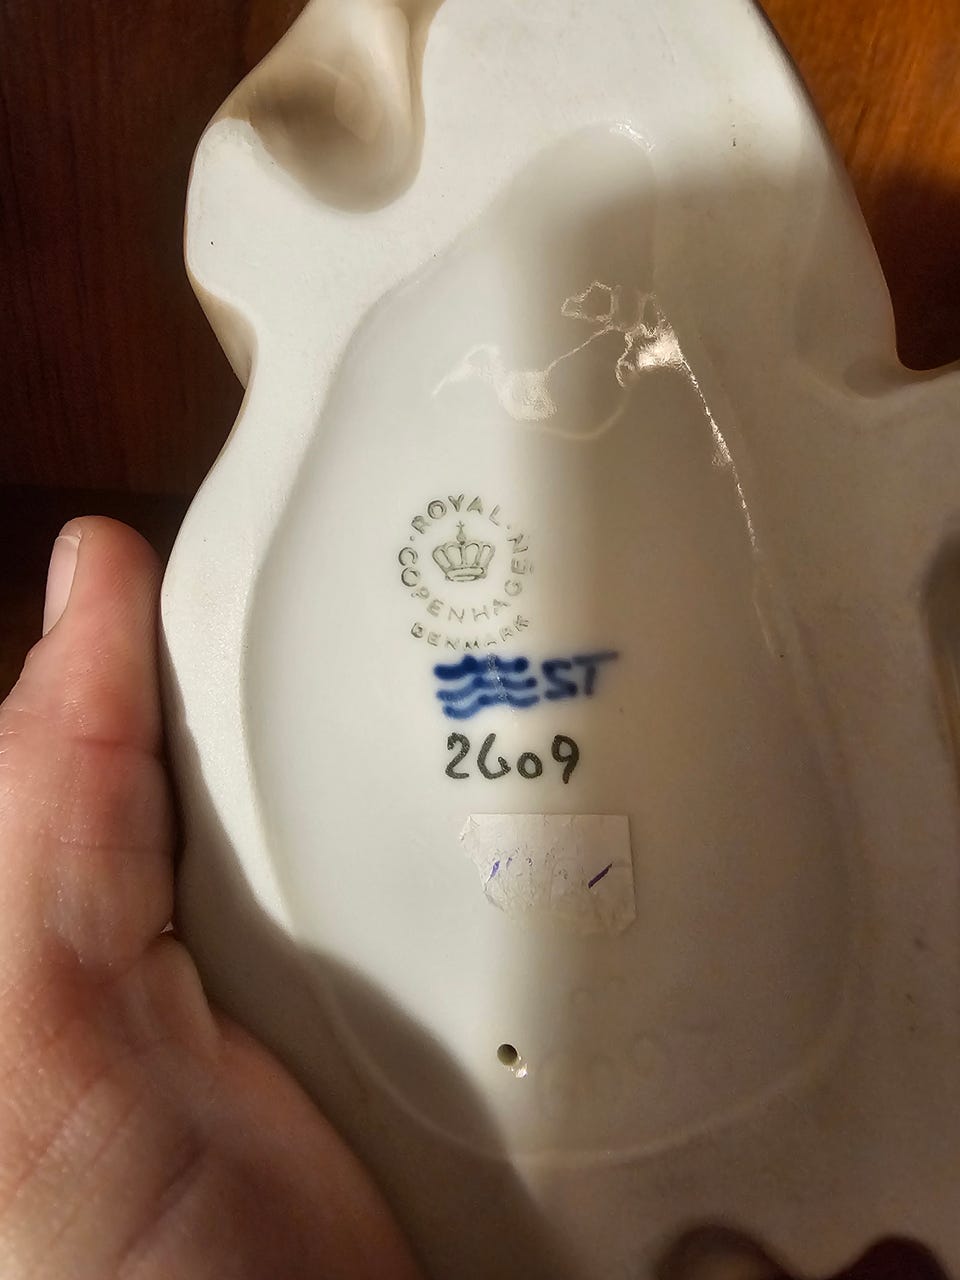 ROYAL COPENHAGEN
DENMARK
ST
2609